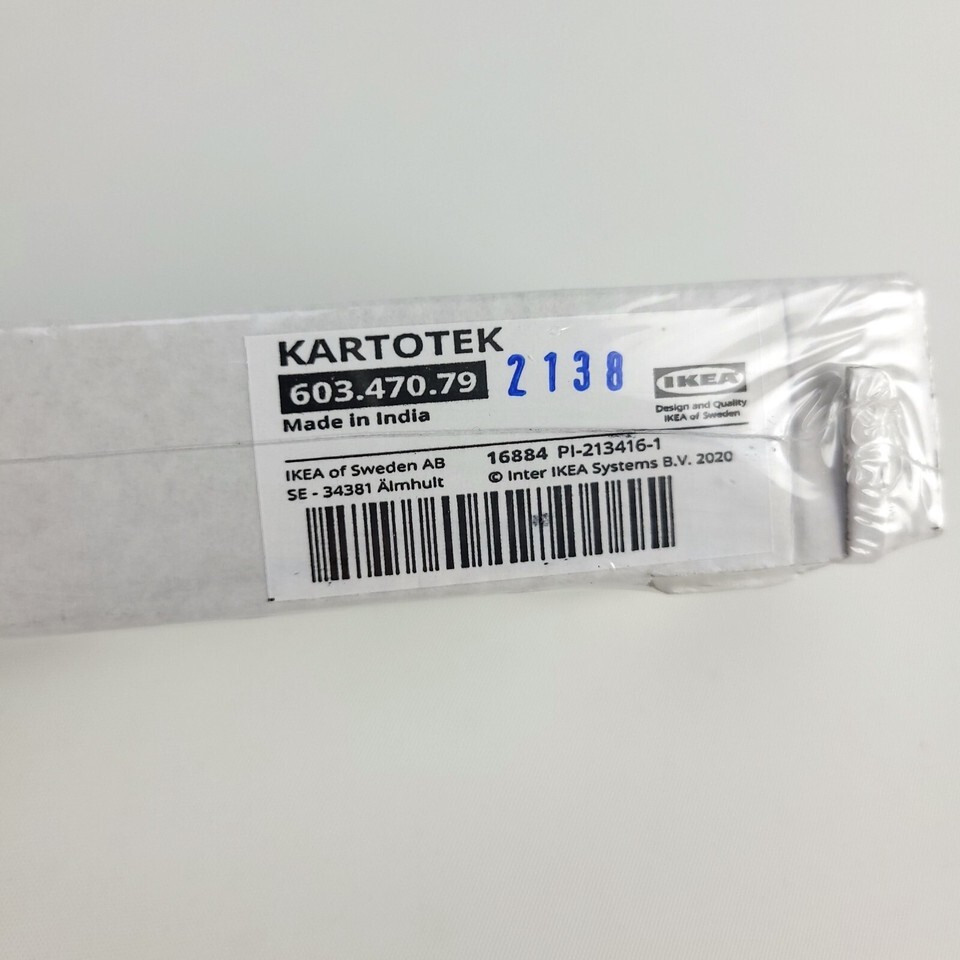 KARTOTEK
603.470.79 2138
Made in India
IKEA
Design and Quality
IKEA of Sweden
IKEA of Sweden AB
SE - 34381 Älmhult
16884 PI-213416-1
© Inter IKEA Systems B.V. 2020